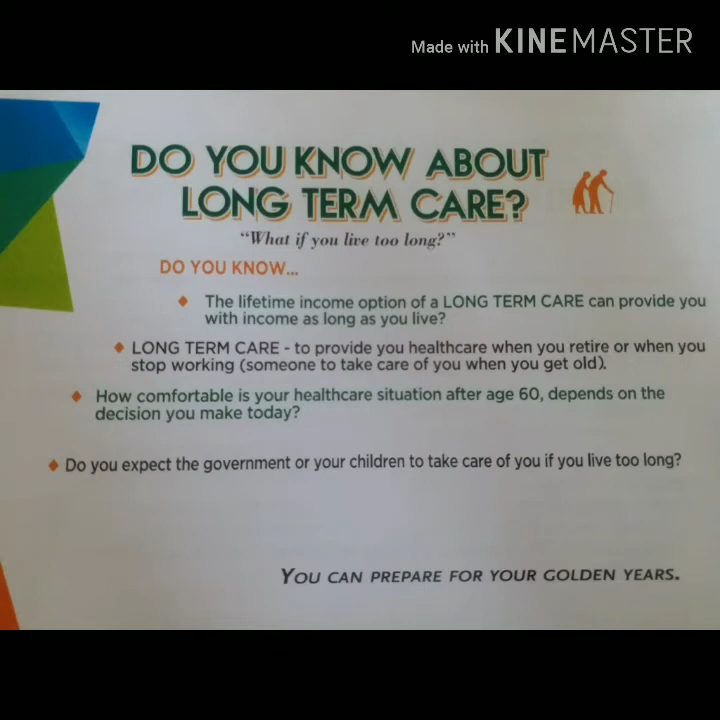 Made with KINEMASTER
DO YOU KNOW ABOUT
LONG TERM CARE?
"What if you live too long?"
DO YOU KNOW...
♦ The lifetime income option of a LONG TERM CARE can provide you
with income as long as you live?
♦ LONG TERM CARE - to provide you healthcare when you retire or when you
stop working (someone to take care of you when you get old).
♦ How comfortable is your healthcare situation after age 60, depends on the
decision you make today?
♦ Do you expect the government or your children to take care of you if you live too long?
YOU CAN PREPARE FOR YOUR GOLDEN YEARS.